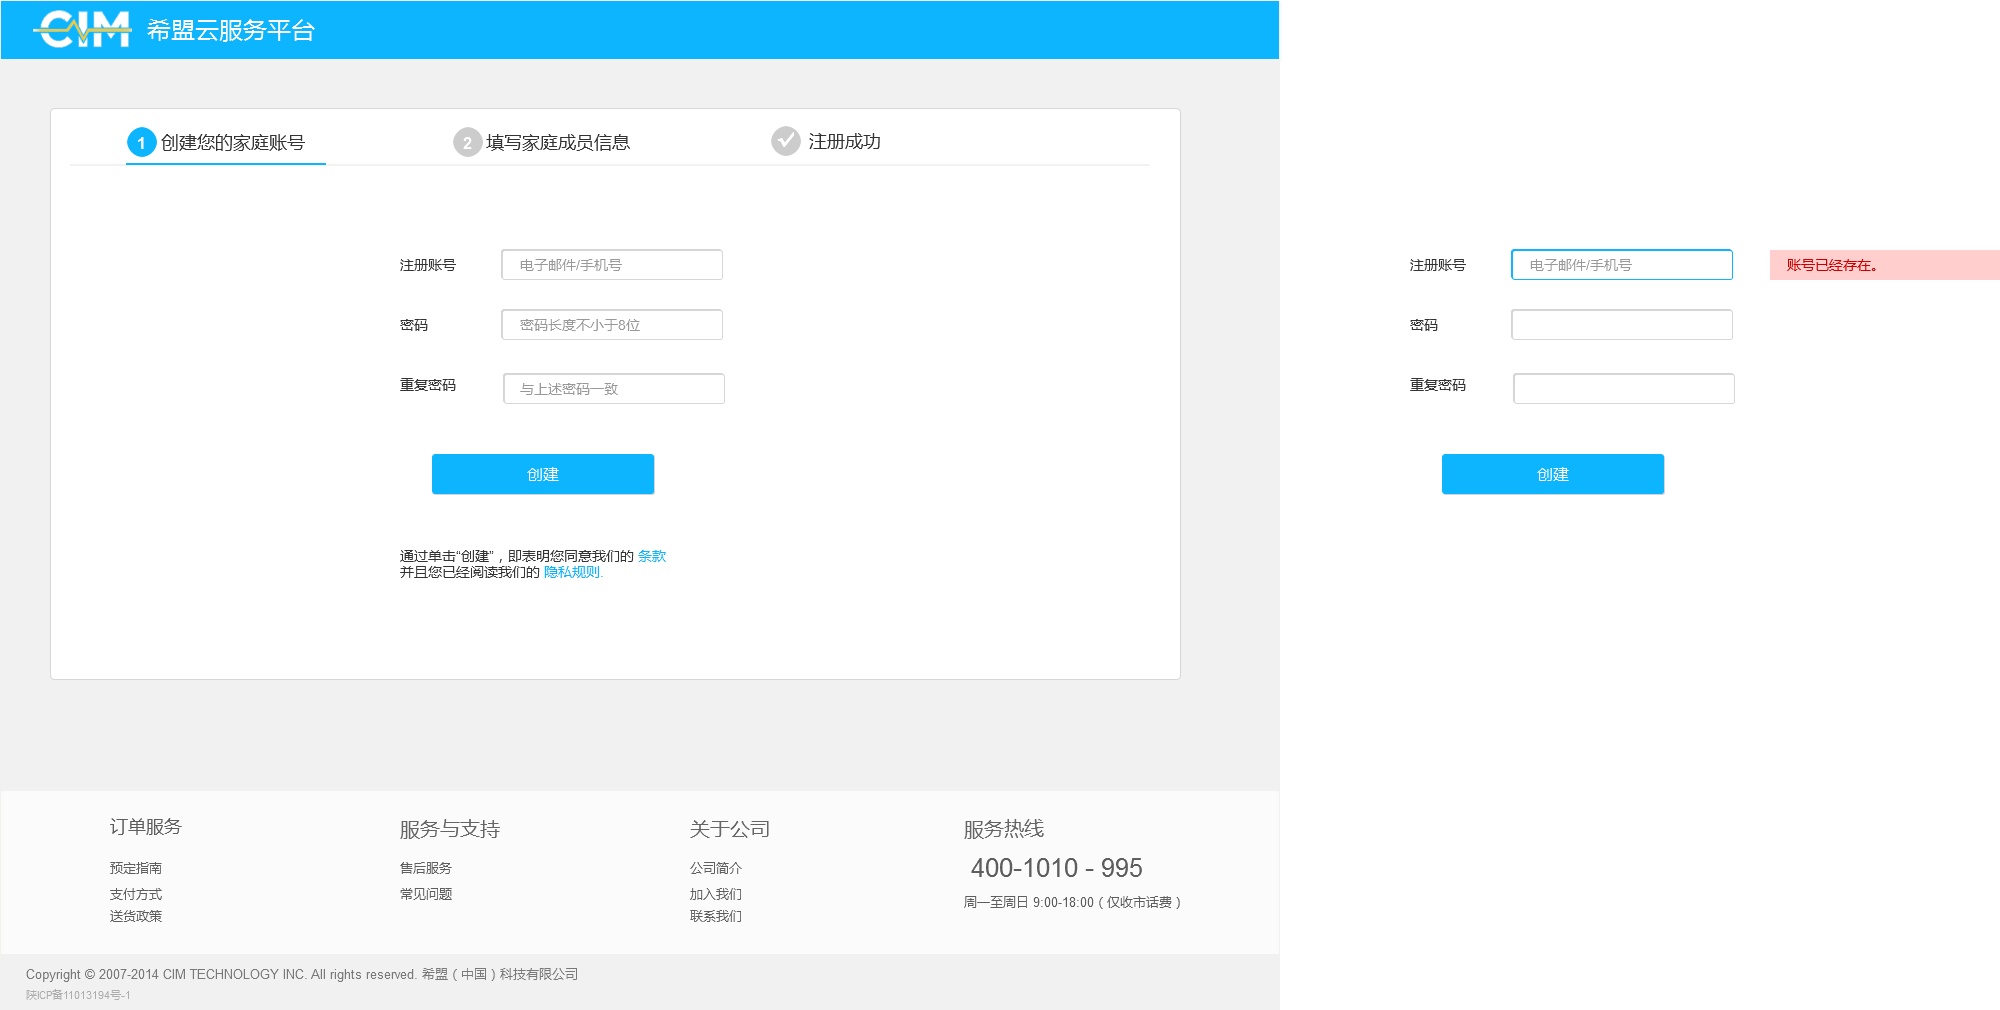 CIM 希盟云服务平台
1 创建您的家庭账号
2 填写家庭成员信息
注册成功
注册账号 电子邮件/手机号
密码 密码长度不小于8位
重复密码 与上述密码一致
创建
通过单击“创建”，即表明您同意我们的 条款
并且您已经阅读我们的 隐私规则.
注册账号 电子邮件/手机号 账号已经存在。
密码
重复密码
创建
订单服务
预定指南
支付方式
送货政策
服务与支持
售后服务
常见问题
关于公司
公司简介
加入我们
联系我们
服务热线
400-1010 - 995
周一至周日 9:00-18:00（仅收市话费）
Copyright © 2007-2014 CIM TECHNOLOGY INC. All rights reserved. 希盟（中国）科技有限公司
陕ICP备11013194号-1